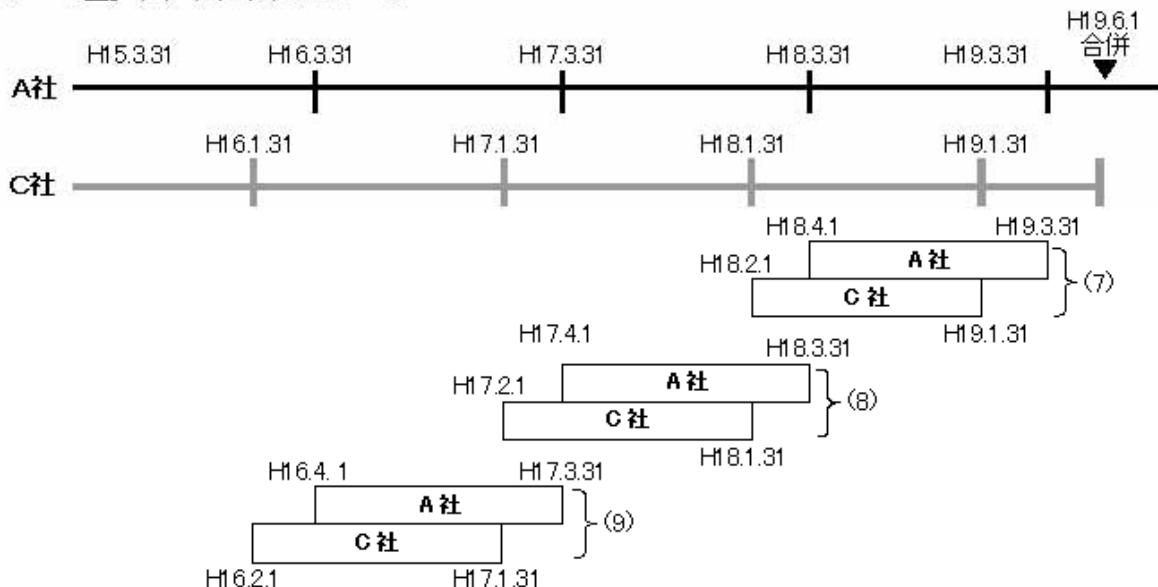 H19.6.1
合併
H15.3.31 H16.3.31 H17.3.31 H18.3.31 H19.3.31
A社
H16.1.31 H17.1.31 H18.1.31 H19.1.31
C社
H18.4.1 H19.3.31
H18.2.1 A社
C社 (7)
H19.1.31
H17.4.1 H18.3.31
H17.2.1 A社
C社 (8)
H18.1.31
H16.4.1 H17.3.31
A社
C社 (9)
H16.2.1 H17.1.31